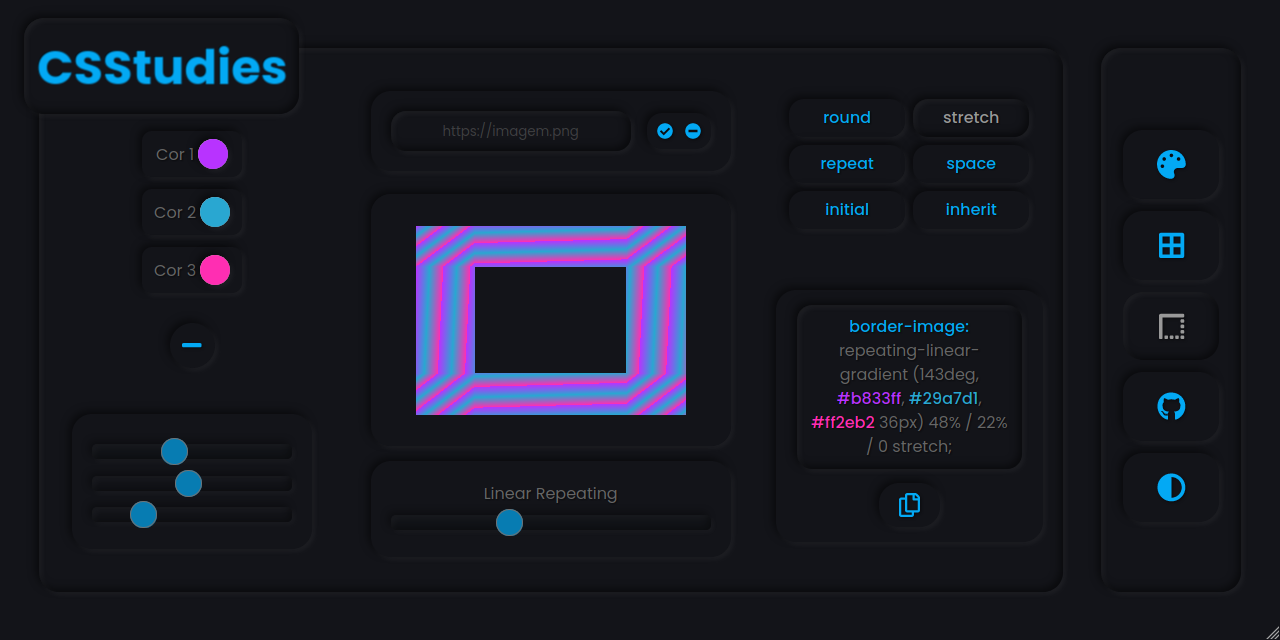 CSStudies
Cor 1
Cor 2
Cor 3
https://imagem.png
Linear Repeating
round
stretch
repeat
space
initial
inherit
border-image:
repeating-linear-
gradient (143deg,
#b833ff, #29a7d1,
#ff2eb2 36px) 48% / 22%
/ 0 stretch;